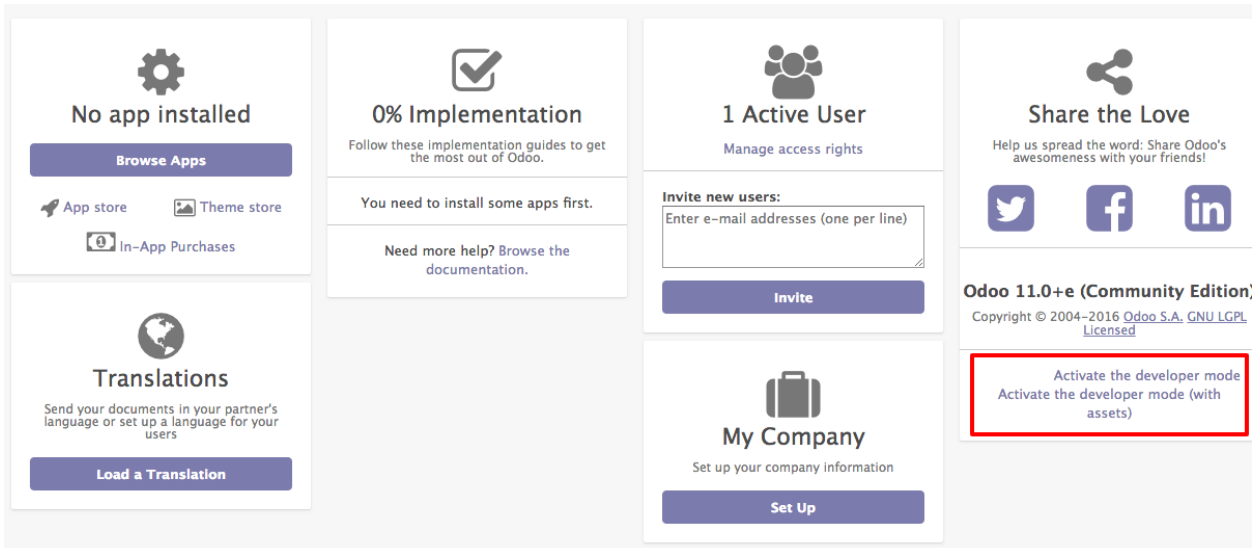 No app installed
Browse Apps
App store
Theme store
In-App Purchases
Translations
Send your documents in your partner's
language or set up a language for your
users
Load a Translation
0% Implementation
Follow these implementation guides to get
the most out of Odoo.
You need to install some apps first.
Need more help? Browse the
documentation.
1 Active User
Manage access rights
Invite new users:
Enter e-mail addresses (one per line)
Invite
My Company
Set up your company information
Set Up
Share the Love
Help us spread the word: Share Odoo's
awesomeness with your friends!
Odoo 11.0+e (Community Edition)
Copyright © 2004-2016 Odoo S.A. GNU LGPL
Licensed
Activate the developer mode
Activate the developer mode (with
assets)